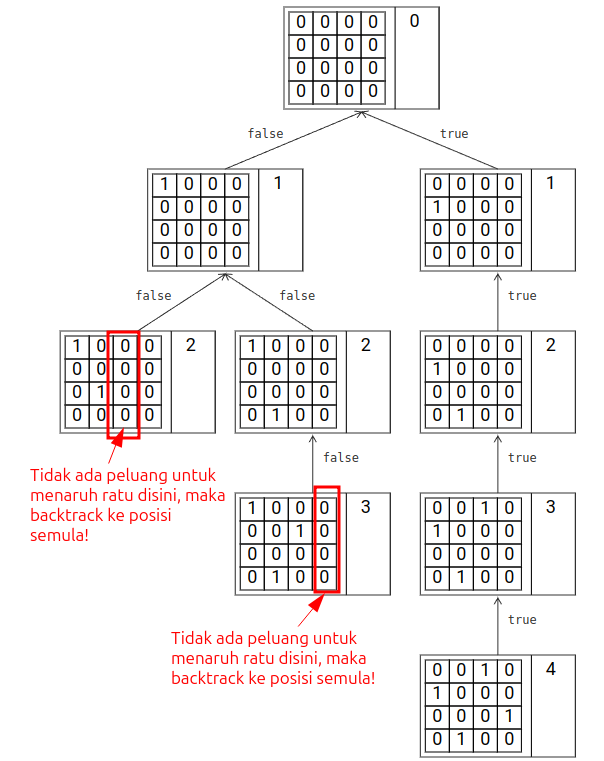 0 0 0 0 0
0 0 0 0
0 0 0 0
0 0 0 0
false true
1 0 0 0 1
0 0 0 0
0 0 0 0
0 0 0 0
0 0 0 0 1
1 0 0 0
0 0 0 0
0 0 0 0
false false true
1 0 0 0 2
0 0 0 0
0 1 0 0
0 0 0 0
1 0 0 0 2
0 0 0 0
0 0 0 0
0 1 0 0
0 0 0 0 2
1 0 0 0
0 0 0 0
0 1 0 0
Tidak ada peluang untuk
menaruh ratu disini, maka
backtrack ke posisi
semula!
false true
1 0 0 0 3
0 0 1 0
0 0 0 0
0 1 0 0
0 0 1 0 3
1 0 0 0
0 0 0 0
0 1 0 0
Tidak ada peluang untuk
menaruh ratu disini, maka
backtrack ke posisi semula!
true
0 0 1 0 4
1 0 0 0
0 0 0 1
0 1 0 0